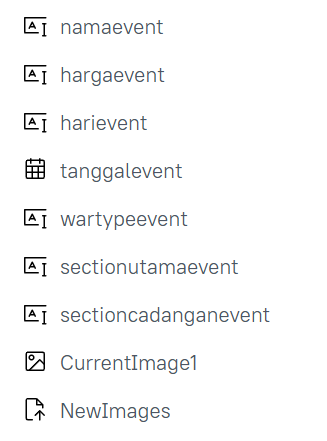 namaevent
hargaevent
harievent
tanggalevent
wartypeevent
sectionutamaevent
sectioncadanganevent
CurrentImage1
NewImages